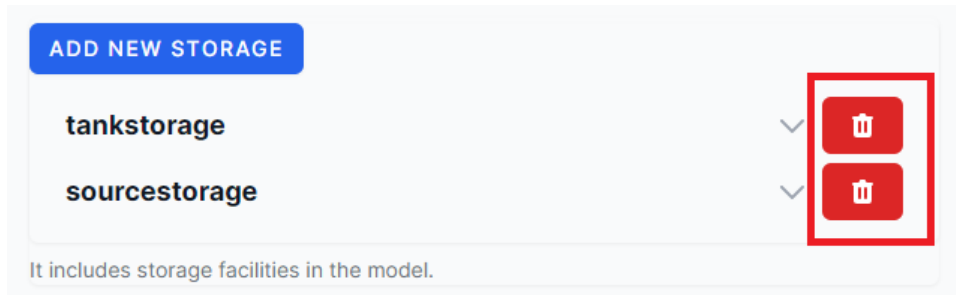 ADD NEW STORAGE
tankstorage
sourcestorage
It includes storage facilities in the model.